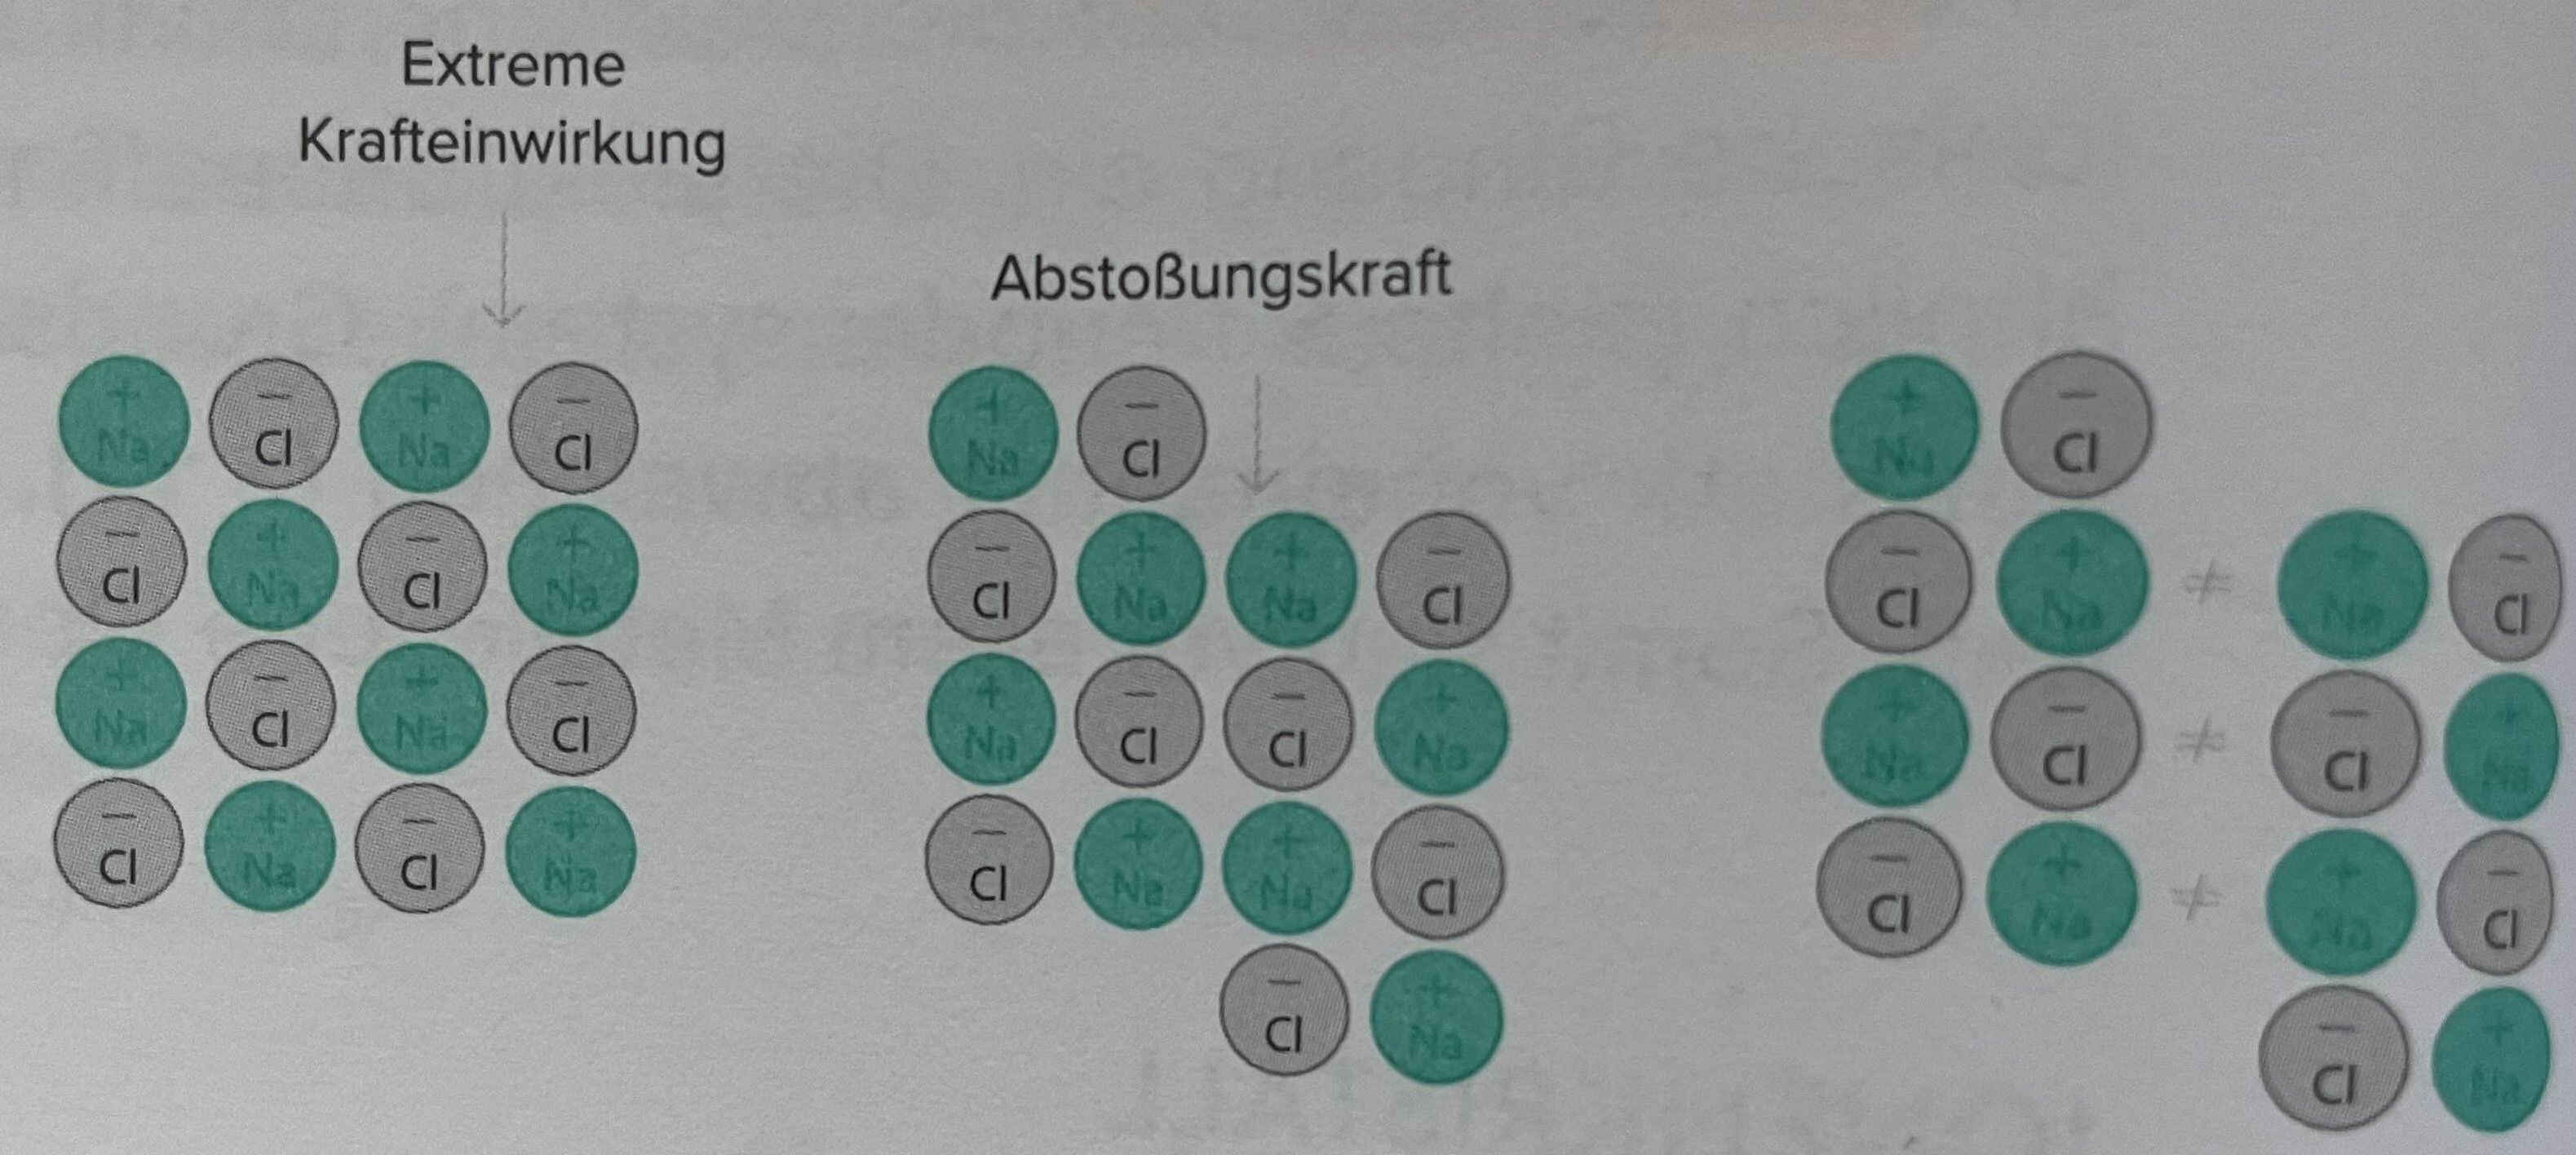 Extreme
Krafteinwirkung
Abstoßungskraft
+ − + −
Na Cl Na Cl
− + − +
Cl Na Cl Na
+ − + −
Na Cl Na Cl
− + − +
Cl Na Cl Na
+ −
Na Cl
− + + −
Cl Na Na Cl
+ − − +
Na Cl Cl Na
− + + −
Cl Na Na Cl
− +
Cl Na
+ −
Na Cl
− + ≠ + −
Cl Na Na Cl
+ − ≠ − +
Na Cl Cl Na
− + ≠ + −
Cl Na Na Cl
− +
Cl Na